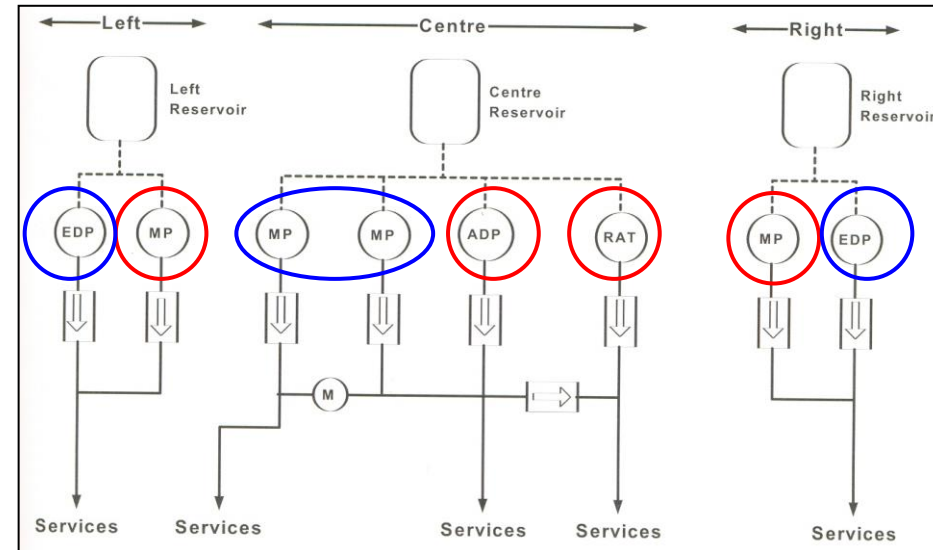 Left
Centre
Right
Left
Reservoir
Centre
Reservoir
Right
Reservoir
EDP
MP
MP
MP
ADP
RAT
MP
EDP
M
Services
Services
Services
Services
Services